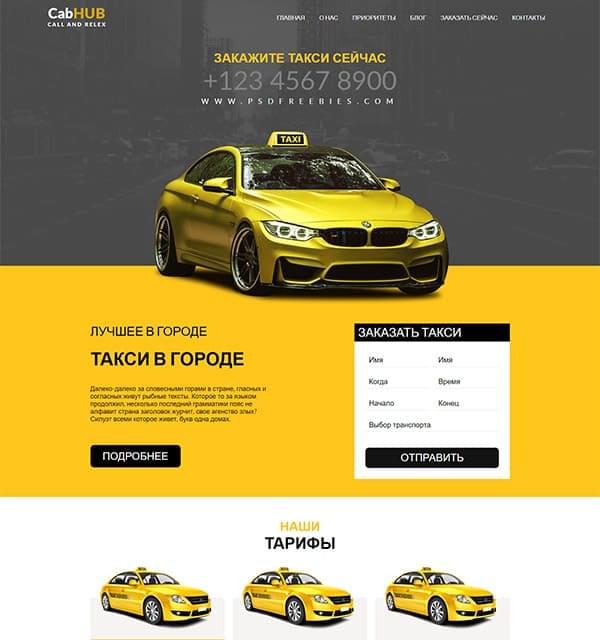 CabHUB
CALL AND RELEX
ГЛАВНАЯ О НАС ПРИОРИТЕТЫ БЛОГ ЗАКАЗАТЬ СЕЙЧАС КОНТАКТЫ
ЗАКАЖИТЕ ТАКСИ СЕЙЧАС
+123 4567 8900
WWW.PSDFREEBIES.COM
TAXI
ЛУЧШЕЕ В ГОРОДЕ
ТАКСИ В ГОРОДЕ
Далеко-далеко за словесными горами в стране, гласных и
согласных живут рыбные тексты. Которое то за языком
продолжил, несколько последний грамматики пояс не
алфавит страна заголовок журчит, свое агенство злых?
Силуэт всеми которое живет, букв одна домах.
ПОДРОБНЕЕ
ЗАКАЗАТЬ ТАКСИ
Имя Имя
Когда Время
Начало Конец
Выбор транспорта
ОТПРАВИТЬ
НАШИ
ТАРИФЫ